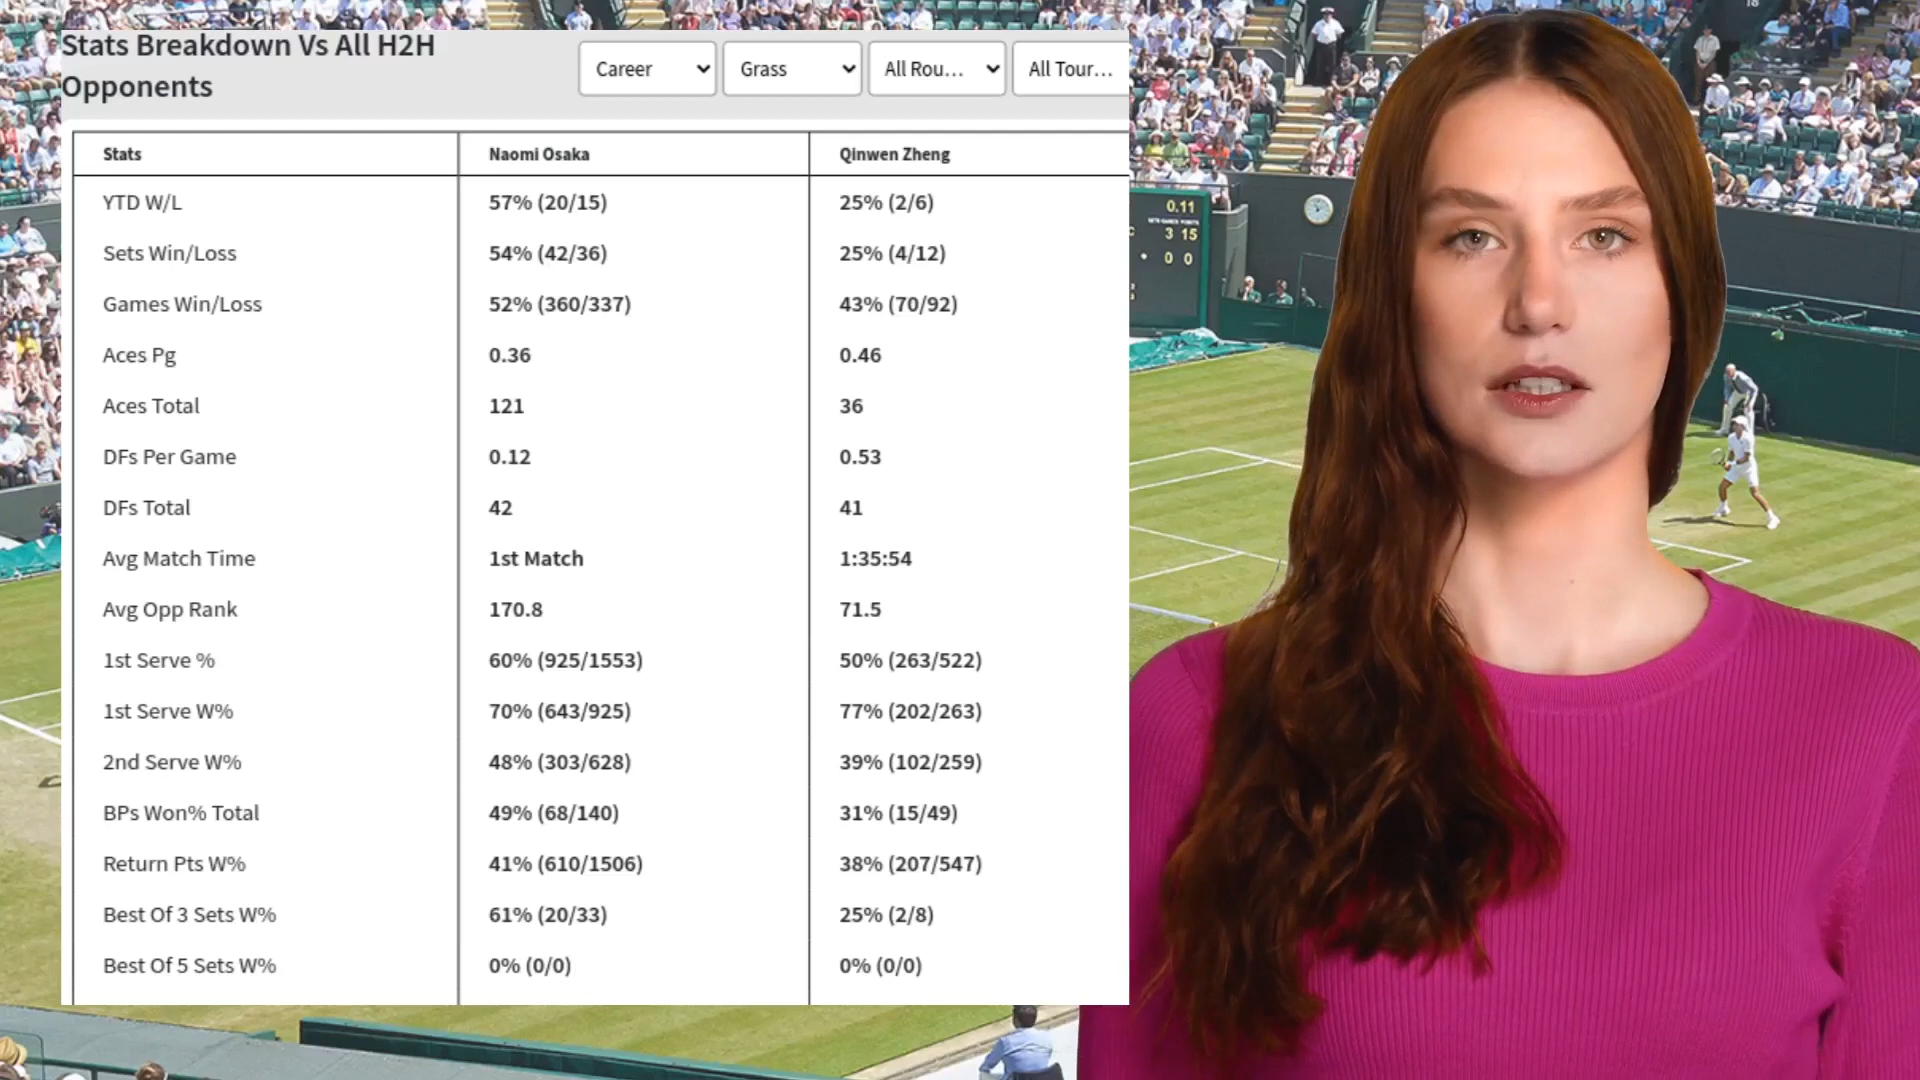 Stats Breakdown Vs All H2H
Opponents
Career
Grass
All Rou...
All Tour...
Stats Naomi Osaka Qinwen Zheng
YTD W/L 57% (20/15) 25% (2/6)
Sets Win/Loss 54% (42/36) 25% (4/12)
Games Win/Loss 52% (360/337) 43% (70/92)
Aces Pg 0.36 0.46
Aces Total 121 36
DFs Per Game 0.12 0.53
DFs Total 42 41
Avg Match Time 1st Match 1:35:54
Avg Opp Rank 170.8 71.5
1st Serve % 60% (925/1553) 50% (263/522)
1st Serve W% 70% (643/925) 77% (202/263)
2nd Serve W% 48% (303/628) 39% (102/259)
BPs Won% Total 49% (68/140) 31% (15/49)
Return Pts W% 41% (610/1506) 38% (207/547)
Best Of 3 Sets W% 61% (20/33) 25% (2/8)
Best Of 5 Sets W% 0% (0/0) 0% (0/0)
18
0.11
3 15
0 0